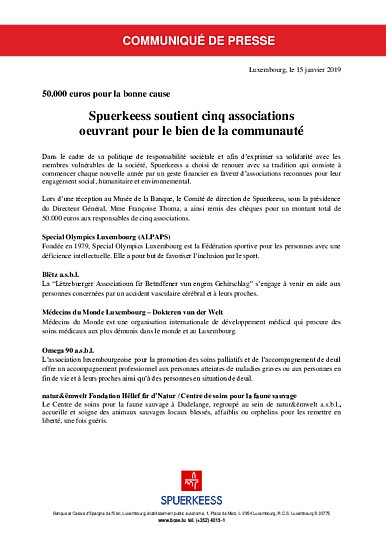 COMMUNIQUÉ DE PRESSE
Luxembourg, le 15 janvier 2019
50.000 euros pour la bonne cause
Spuerkeess soutient cinq associations
oeuvrant pour le bien de la communauté
Dans le cadre de sa politique de responsabilité sociétale et afin d'exprimer sa solidarité avec les
membres vulnérables de la société, Spuerkeess a choisi de renouer avec sa tradition qui consiste à
commencer chaque nouvelle année par un geste financier en faveur d'associations reconnues pour leur
engagement social, humanitaire et environnemental.
Lors d'une réception au Musée de la Banque, le Comité de direction de Spuerkeess, sous la présidence
du Directeur Général, Mme Françoise Thoma, a ainsi remis des chèques pour un montant total de
50.000 euros aux responsables de cinq associations.
Special Olympics Luxembourg (ALPAPS)
Fondée en 1979, Special Olympics Luxembourg est la Fédération sportive pour les personnes avec une
déficience intellectuelle. Elle a pour but de favoriser l'inclusion par le sport.
Blëtz a.s.b.l.
La "Lëtzebuerger Associatioun fir Betraffener vun engem Gehirschlag" s'engage à venir en aide aux
personnes concernées par un accident vasculaire cérébral et à leurs proches.
Médecins du Monde Luxembourg – Dokteren vun der Welt
Médecins du Monde est une organisation internationale de développement médical qui procure des
soins médicaux aux plus démunis dans le monde et au Luxembourg.
Omega 90 a.s.b.l.
L'association luxembourgeoise pour la promotion des soins palliatifs et de l'accompagnement de deuil
offre un accompagnement professionnel aux personnes atteintes de maladies graves ou aux personnes en
fin de vie et à leurs proches ainsi qu'à des personnes en situation de deuil.
natur&ëmwelt Fondation Hëllef fir d'Natur / Centre de soins pour la faune sauvage
Le Centre de soins pour la faune sauvage à Dudelange, regroupé au sein de natur&ëmwelt a.s.b.l.,
accueille et soigne des animaux sauvages locaux blessés, affaiblis ou orphelins pour les remettre en
liberté, une fois guéris.
SPUERKEESS
Banque et Caisse d'Epargne de l'Etat, Luxembourg, établissement public autonome, 1, Place de Metz, L-2954 Luxembourg, R.C.S. Luxembourg B 30775
www.bcee.lu tél. (+352) 4015-1